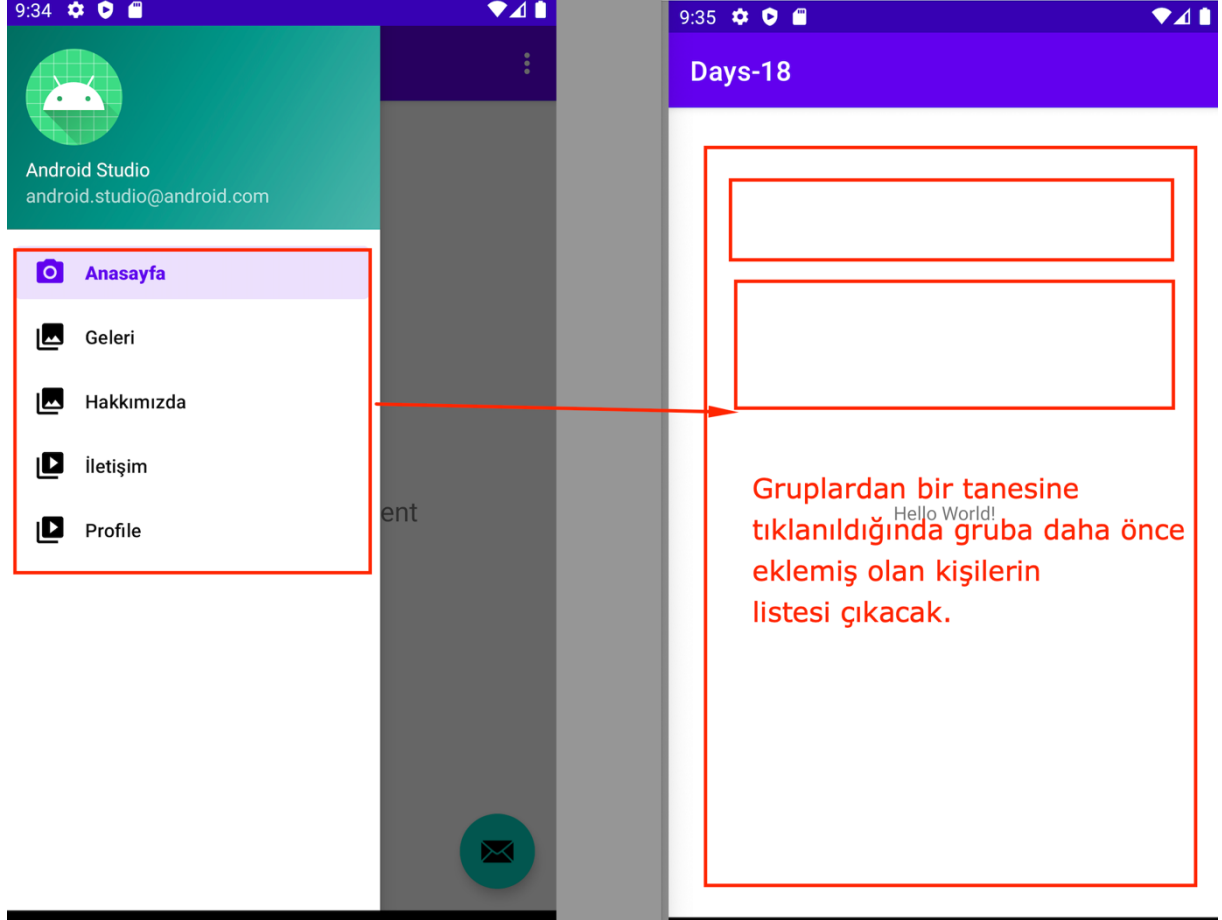 9:34
Android Studio
android.studio@android.com
Anasayfa
Geleri
Hakkımızda
İletişim
Profile
ent
9:35
Days-18
Gruplardan bir tanesine
Hello World!
tıklanıldığında gruba daha önce
eklemiş olan kişilerin
listesi çıkacak.